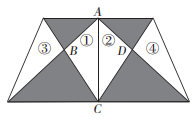 A
③ ① ② ④
B D
C